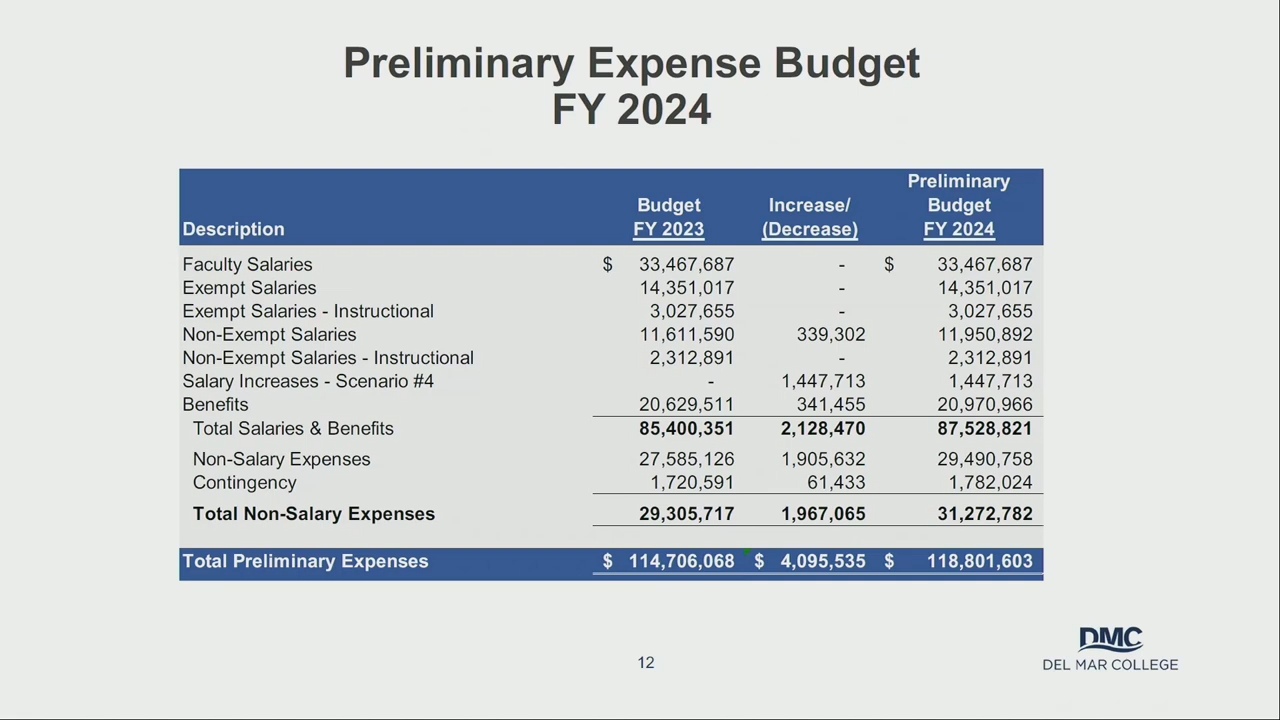 Preliminary Expense Budget
FY 2024
Preliminary
Budget Increase/ Budget
Description FY 2023 (Decrease) FY 2024
Faculty Salaries $ 33,467,687 - $ 33,467,687
Exempt Salaries 14,351,017 - 14,351,017
Exempt Salaries - Instructional 3,027,655 - 3,027,655
Non-Exempt Salaries 11,611,590 339,302 11,950,892
Non-Exempt Salaries - Instructional 2,312,891 - 2,312,891
Salary Increases - Scenario #4 - 1,447,713 1,447,713
Benefits 20,629,511 341,455 20,970,966
Total Salaries & Benefits 85,400,351 2,128,470 87,528,821
Non-Salary Expenses 27,585,126 1,905,632 29,490,758
Contingency 1,720,591 61,433 1,782,024
Total Non-Salary Expenses 29,305,717 1,967,065 31,272,782
Total Preliminary Expenses $ 114,706,068 $ 4,095,535 $ 118,801,603
12
DMC
DEL MAR COLLEGE